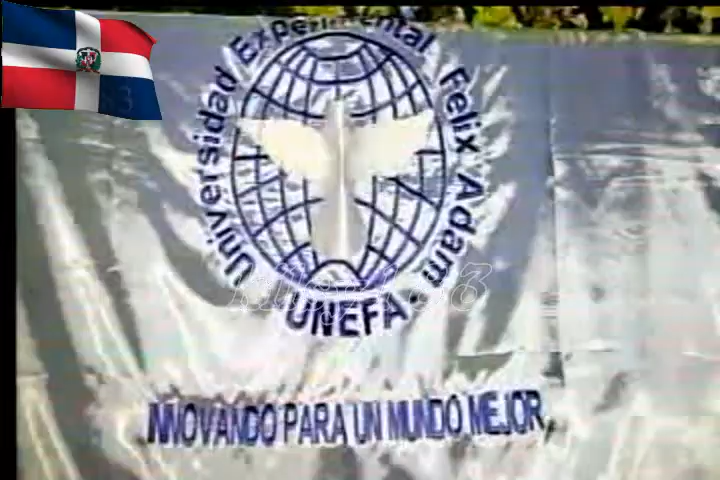 Universidad Experimental Felix Adam
UNEFA
INNOVANDO PARA UN MUNDO MEJOR